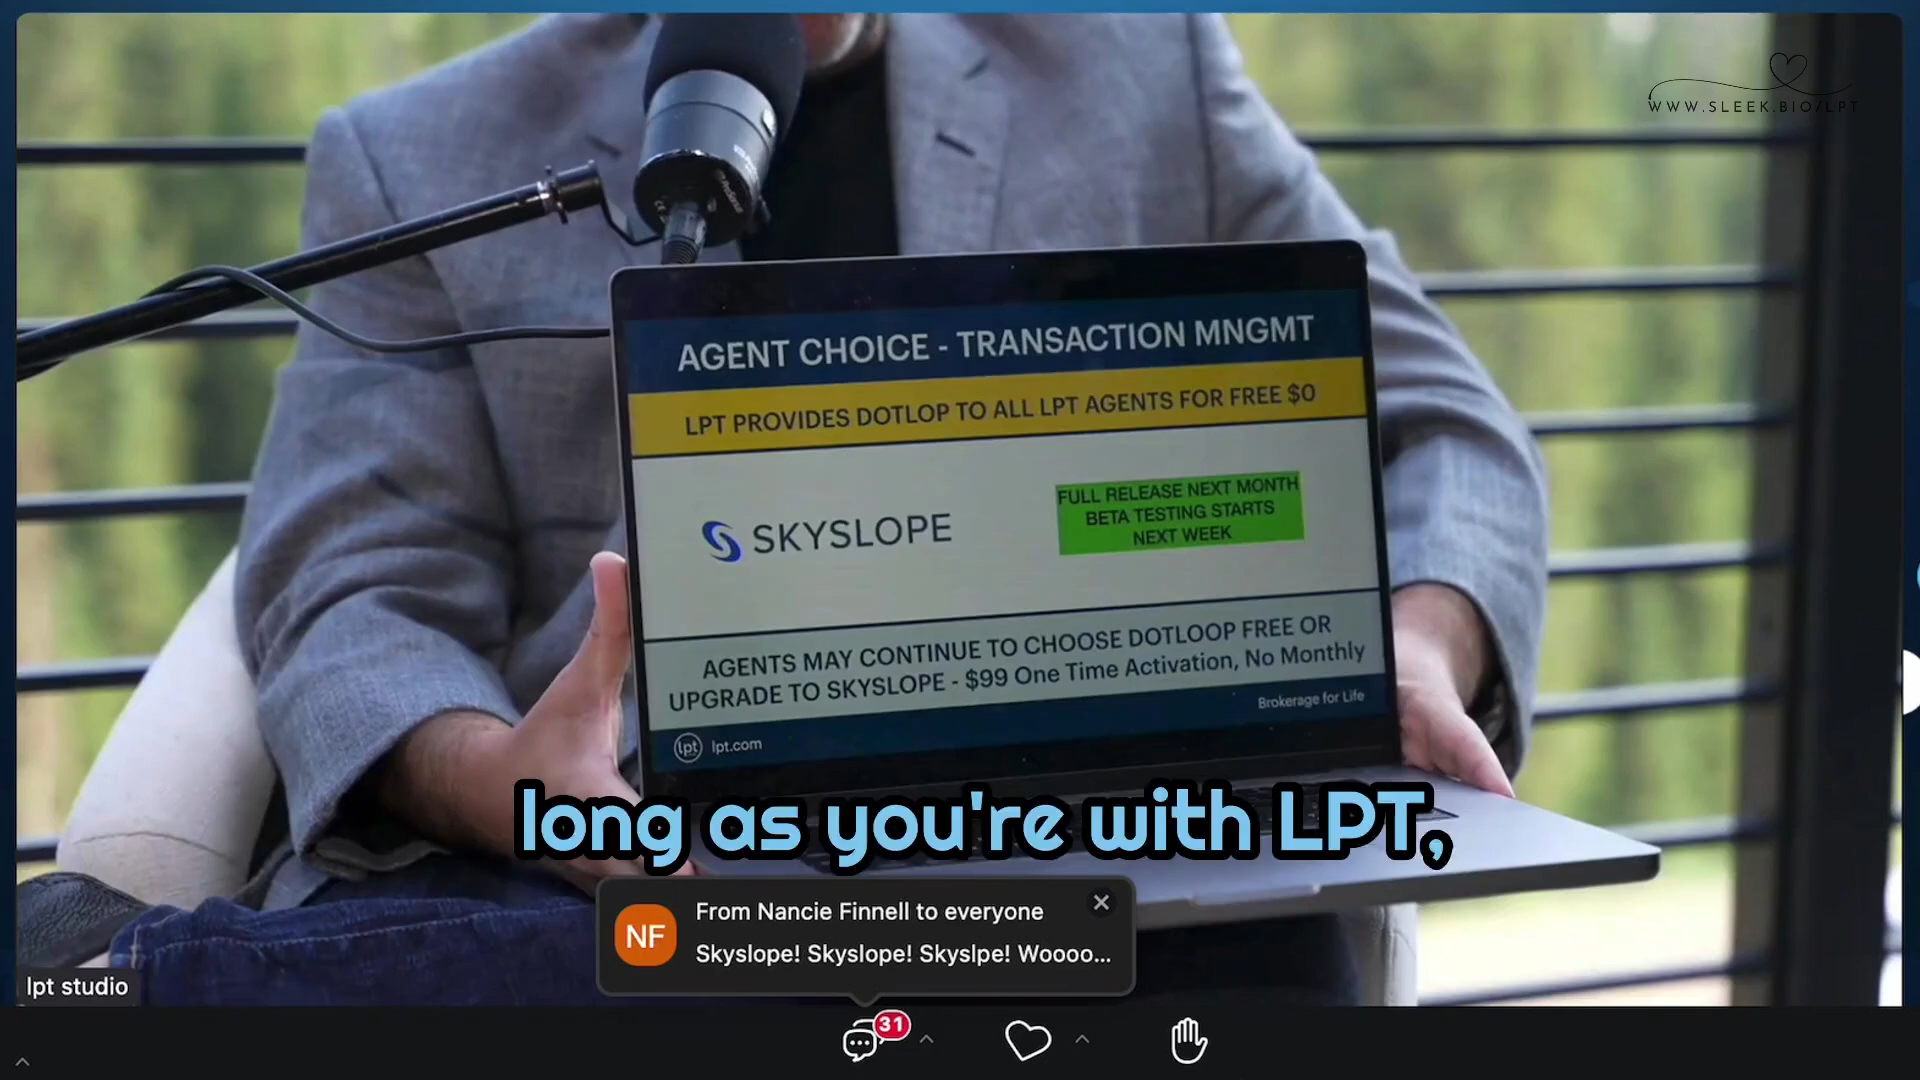 WWW.SLEEK.BIO/LPT
AGENT CHOICE - TRANSACTION MNGMT
LPT PROVIDES DOTLOP TO ALL LPT AGENTS FOR FREE $0
SKYSLOPE
FULL RELEASE NEXT MONTH
BETA TESTING STARTS
NEXT WEEK
AGENTS MAY CONTINUE TO CHOOSE DOTLOOP FREE OR
UPGRADE TO SKYSLOPE - $99 One Time Activation, No Monthly
Brokerage for Life
lpt lpt.com
long as you're with LPT,
NF
From Nancie Finnell to everyone
Skyslope! Skyslope! Skyslpe! Woooo...
lpt studio
31